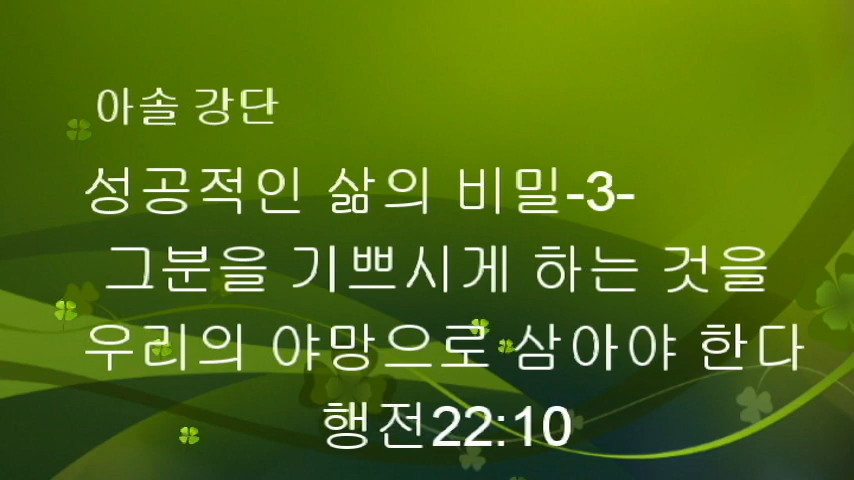 아솔 강단
성공적인 삶의 비밀-3-
그분을 기쁘시게 하는 것을
우리의 야망으로 삼아야 한다
행전22:10